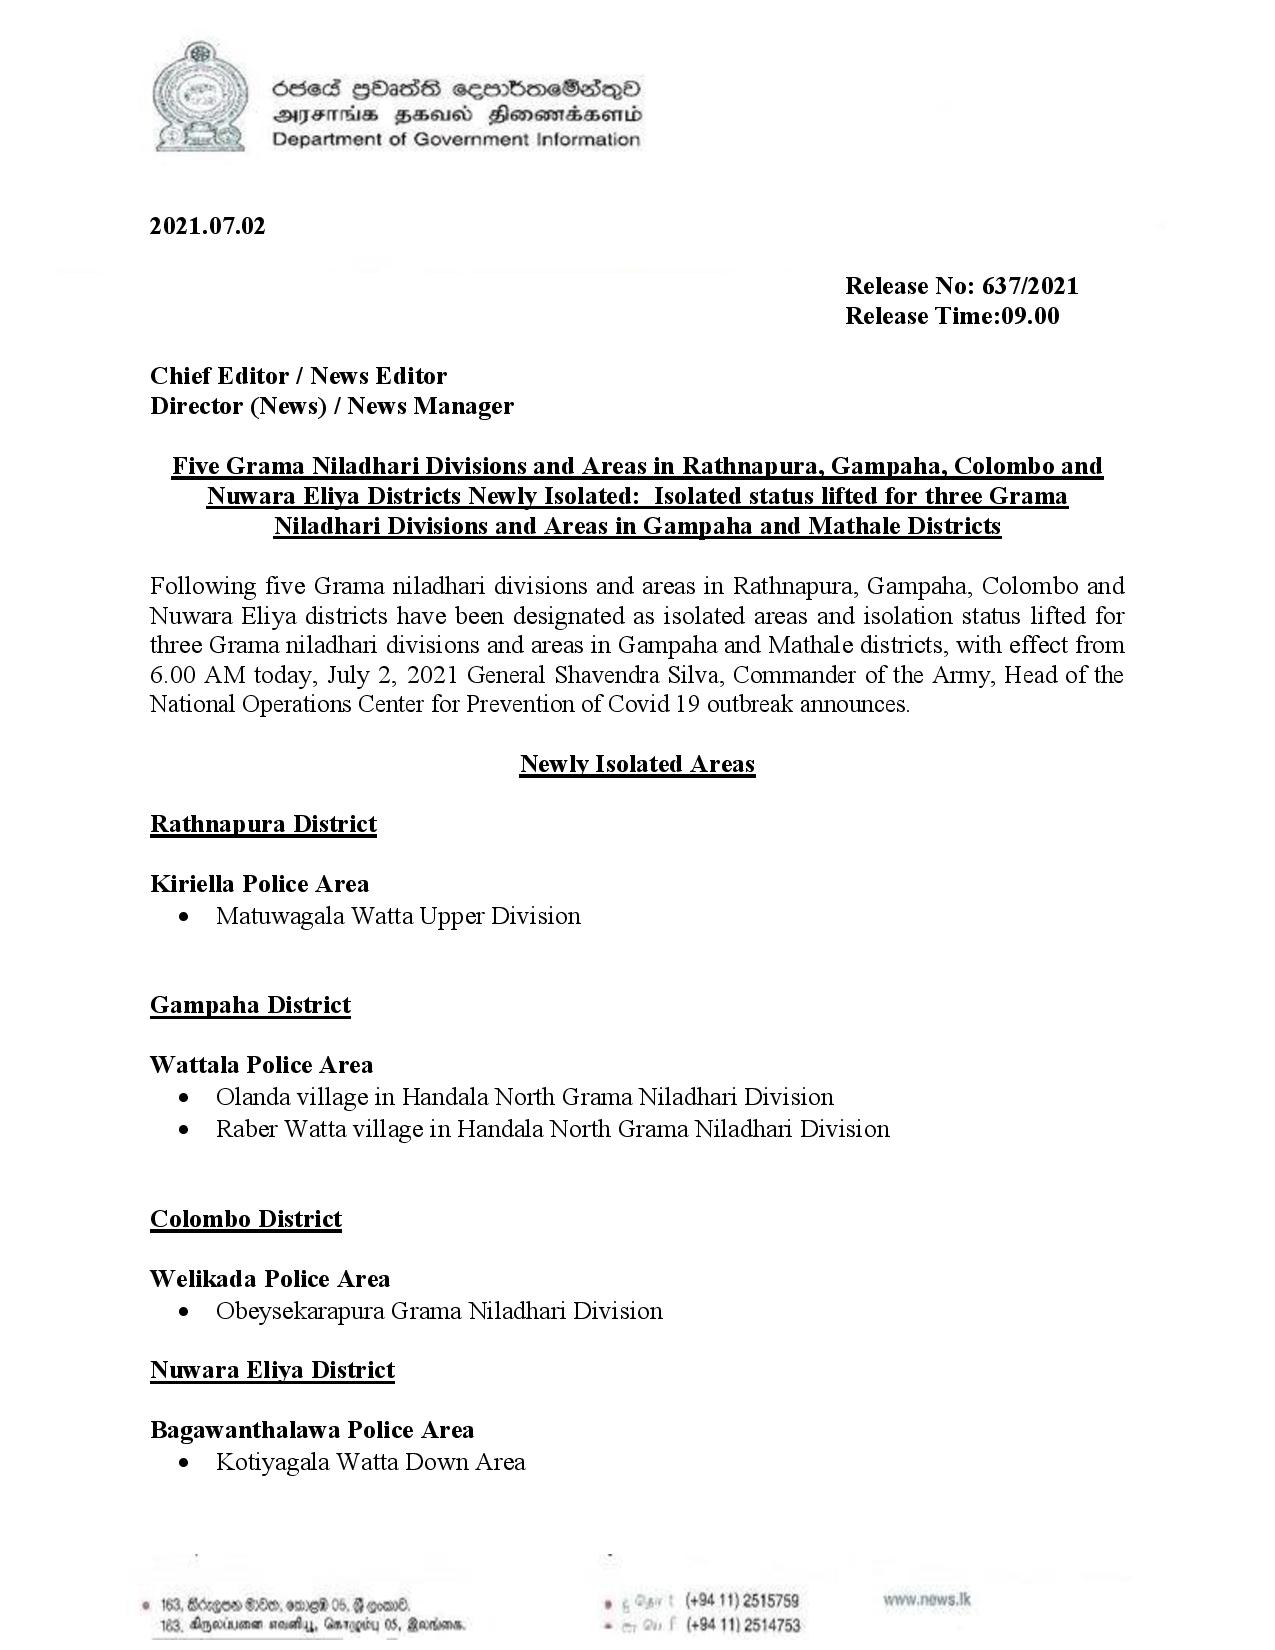 රජයේ ප්‍රවෘත්ති දෙපාර්තමේන්තුව
அரசாங்க தகவல் திணைக்களம்
Department of Government Information
2021.07.02
Release No: 637/2021
Release Time:09.00
Chief Editor / News Editor
Director (News) / News Manager
Five Grama Niladhari Divisions and Areas in Rathnapura, Gampaha, Colombo and
Nuwara Eliya Districts Newly Isolated:  Isolated status lifted for three Grama
Niladhari Divisions and Areas in Gampaha and Mathale Districts
Following five Grama niladhari divisions and areas in Rathnapura, Gampaha, Colombo and
Nuwara Eliya districts have been designated as isolated areas and isolation status lifted for
three Grama niladhari divisions and areas in Gampaha and Mathale districts, with effect from
6.00 AM today, July 2, 2021 General Shavendra Silva, Commander of the Army, Head of the
National Operations Center for Prevention of Covid 19 outbreak announces.
Newly Isolated Areas
Rathnapura District
Kiriella Police Area
• Matuwagala Watta Upper Division
Gampaha District
Wattala Police Area
• Olanda village in Handala North Grama Niladhari Division
• Raber Watta village in Handala North Grama Niladhari Division
Colombo District
Welikada Police Area
• Obeysekarapura Grama Niladhari Division
Nuwara Eliya District
Bagawanthalawa Police Area
• Kotiyagala Watta Down Area
163, කිරුලපන මාවත, කොළඹ 05, ශ්‍රී ලංකාව.
163, கிருலப்பனை எவனியூ, கொழும்பு 05, இலங்கை.
(+94 11) 2515759
(+94 11) 2514753
www.news.lk